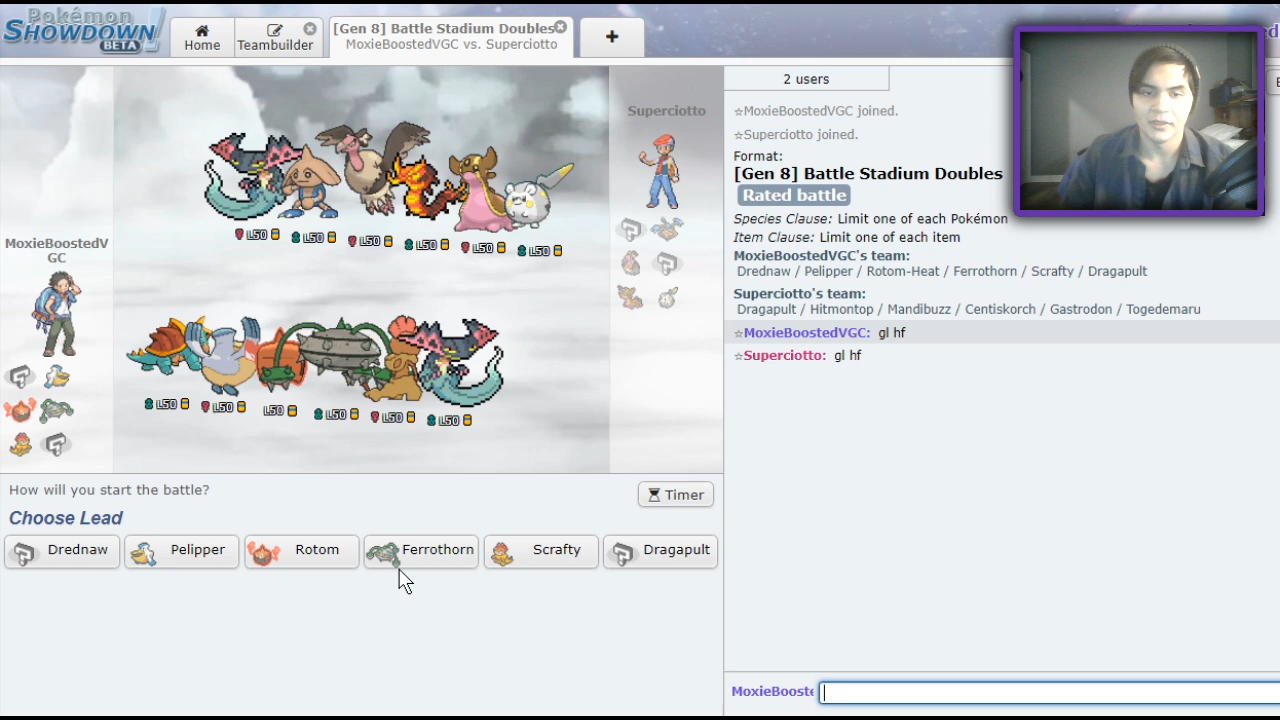 Pokémon
SHOWDOWN
BETA
Home
Teambuilder
[Gen 8] Battle Stadium Doubles
MoxieBoostedVGC vs. Superciotto
+
2 users
☆MoxieBoostedVGC joined.
☆Superciotto joined.
Format:
[Gen 8] Battle Stadium Doubles
Rated battle
Species Clause: Limit one of each Pokémon
Item Clause: Limit one of each item
MoxieBoostedVGC's team:
Drednaw / Pelipper / Rotom-Heat / Ferrothorn / Scrafty / Dragapult
Superciotto's team:
Dragapult / Hitmontop / Mandibuzz / Centiskorch / Gastrodon / Togedemaru
☆MoxieBoostedVGC: gl hf
☆Superciotto: gl hf
Superciotto
L50 L50 L50 L50 L50 L50
MoxieBoostedV
GC
L50 L50 L50 L50 L50 L50
How will you start the battle?
Timer
Choose Lead
Drednaw Pelipper Rotom Ferrothorn Scrafty Dragapult
MoxieBooste